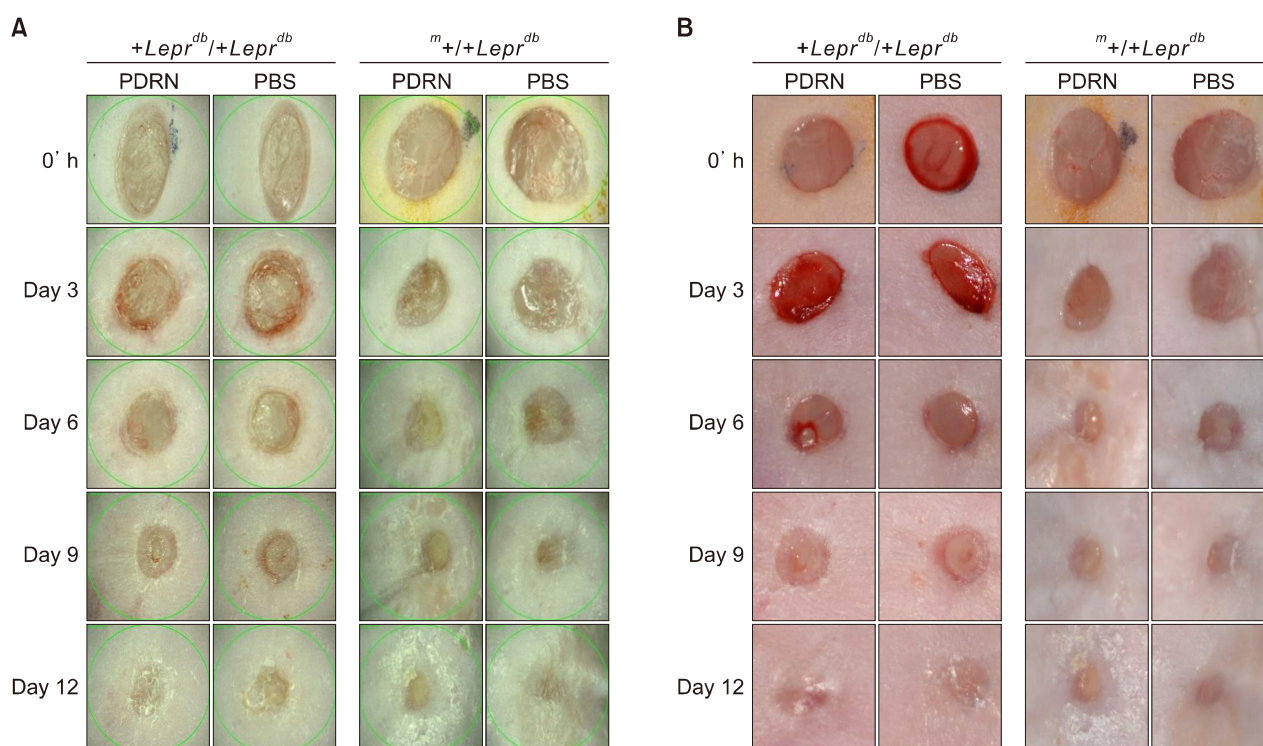 A
+Lepr^db/+Lepr^db
^m+/+Lepr^db
PDRN PBS PDRN PBS
0' h
Day 3
Day 6
Day 9
Day 12
B
+Lepr^db/+Lepr^db
^m+/+Lepr^db
PDRN PBS PDRN PBS
0' h
Day 3
Day 6
Day 9
Day 12